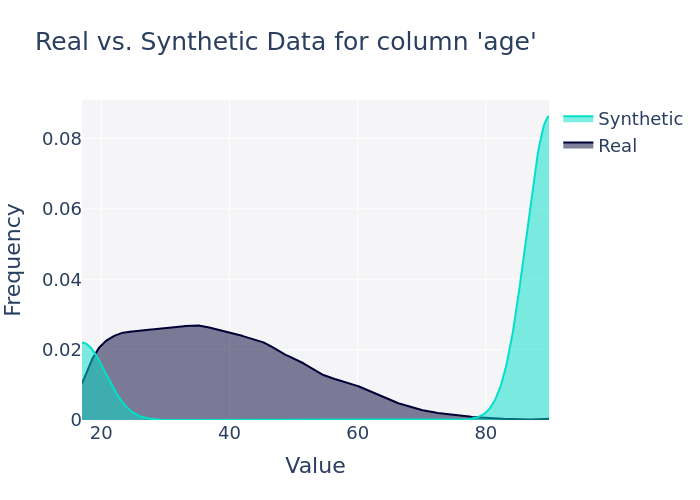 Real vs. Synthetic Data for column 'age'
Synthetic
Real
0.08
0.06
0.04
0.02
0
Frequency
20 40 60 80
Value